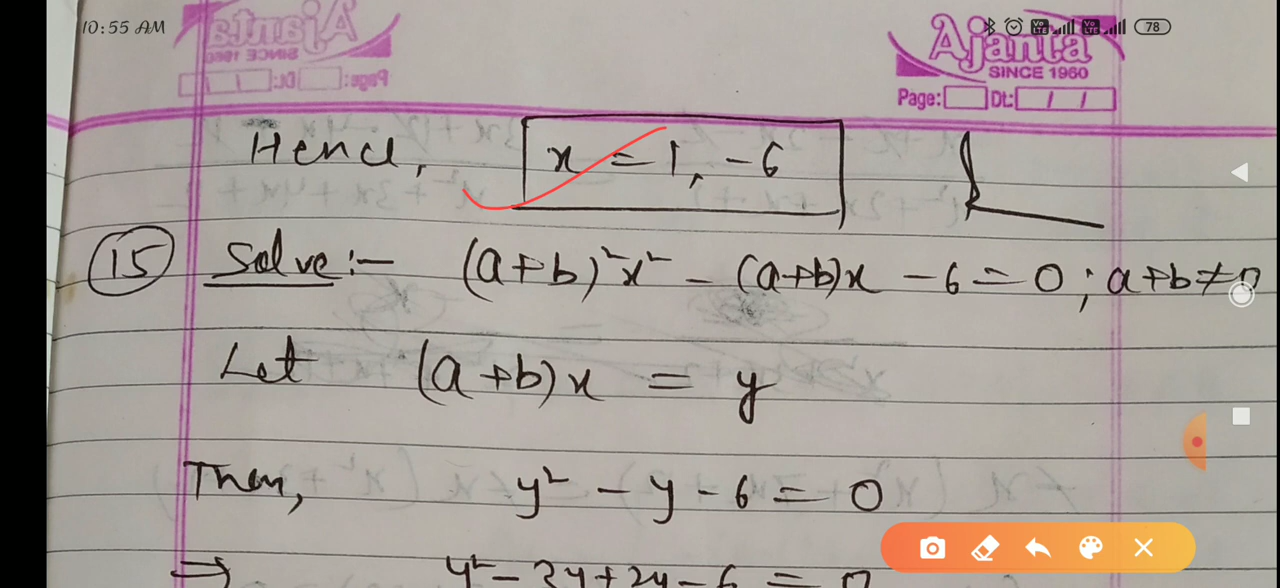 10:55 AM
78
Ajanta
SINCE 1960
Page: Dt: / /
Hence, x = 1, -6
15 Solve :- (a+b)²x² - (a+b)x - 6 = 0 ; a+b ≠ 0
Let (a+b)x = y
Then, y² - y - 6 = 0
⇒ y² - 3y + 2y - 6 = 0